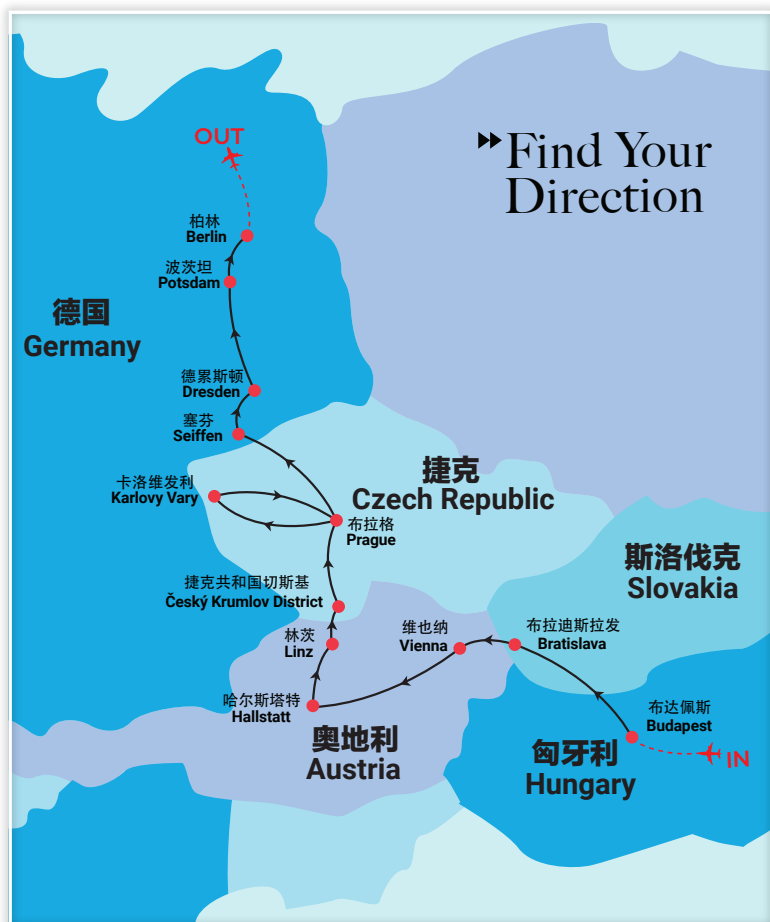 OUT
Find Your
Direction
柏林
Berlin
波茨坦
Potsdam
德国
Germany
德累斯顿
Dresden
塞芬
Seiffen
卡洛维发利
Karlovy Vary
捷克
Czech Republic
布拉格
Prague
斯洛伐克
Slovakia
捷克共和国切斯基
Český Krumlov District
林茨
Linz
维也纳
Vienna
布拉迪斯拉发
Bratislava
哈尔斯塔特
Hallstatt
奥地利
Austria
布达佩斯
Budapest
匈牙利
Hungary
IN